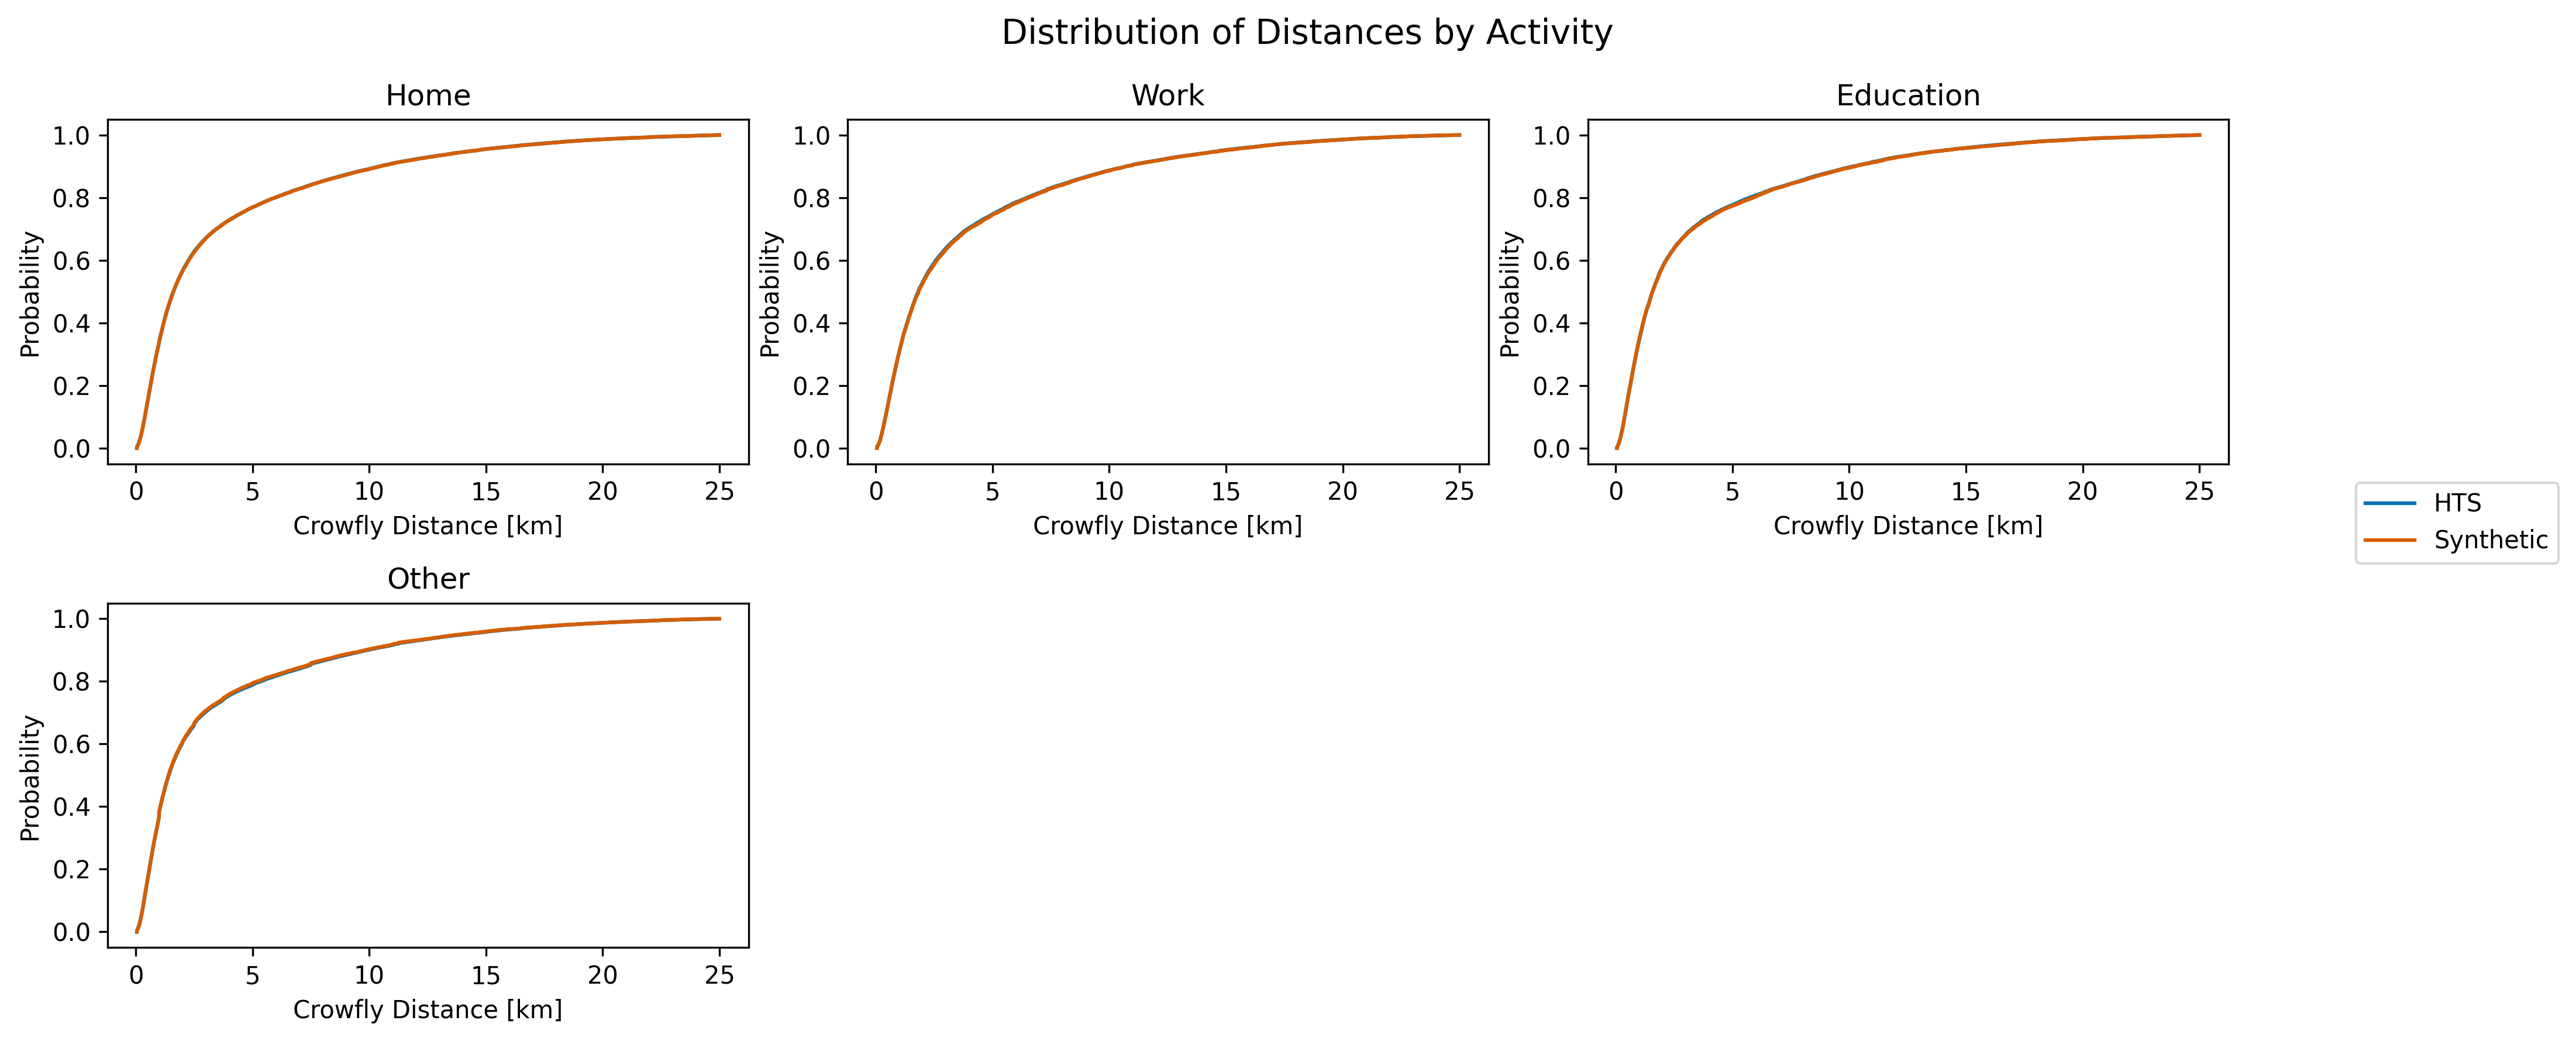 Distribution of Distances by Activity
Home
1.0
0.8
0.6
0.4
0.2
0.0
Probability
0 5 10 15 20 25
Crowfly Distance [km]
Work
1.0
0.8
0.6
0.4
0.2
0.0
Probability
0 5 10 15 20 25
Crowfly Distance [km]
Education
1.0
0.8
0.6
0.4
0.2
0.0
Probability
0 5 10 15 20 25
Crowfly Distance [km]
HTS
Synthetic
Other
1.0
0.8
0.6
0.4
0.2
0.0
Probability
0 5 10 15 20 25
Crowfly Distance [km]